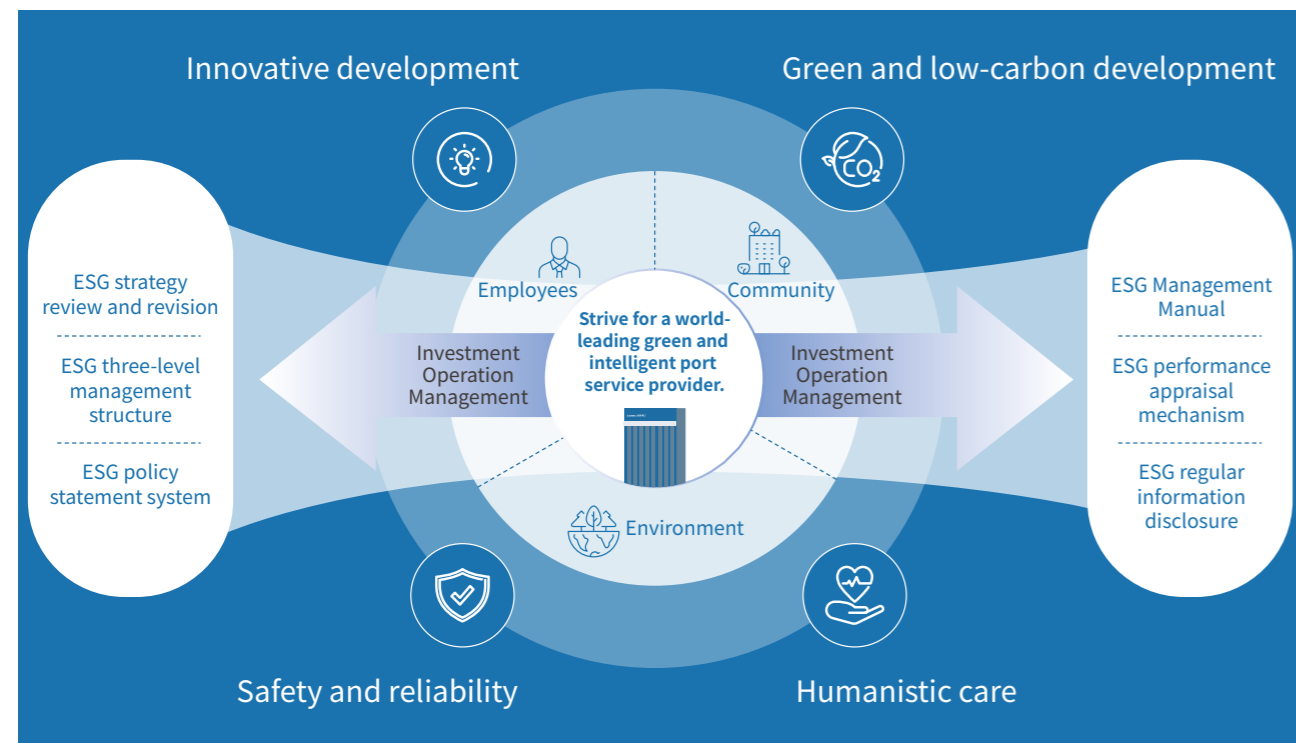 Innovative development
Green and low-carbon development
ESG strategy
review and revision
ESG three-level
management
structure
ESG policy
statement system
Employees
Community
Investment
Operation
Management
Strive for a world-
leading green and
intelligent port
service provider.
Investment
Operation
Management
Environment
ESG Management
Manual
ESG performance
appraisal
mechanism
ESG regular
information
disclosure
CO2
Safety and reliability
Humanistic care